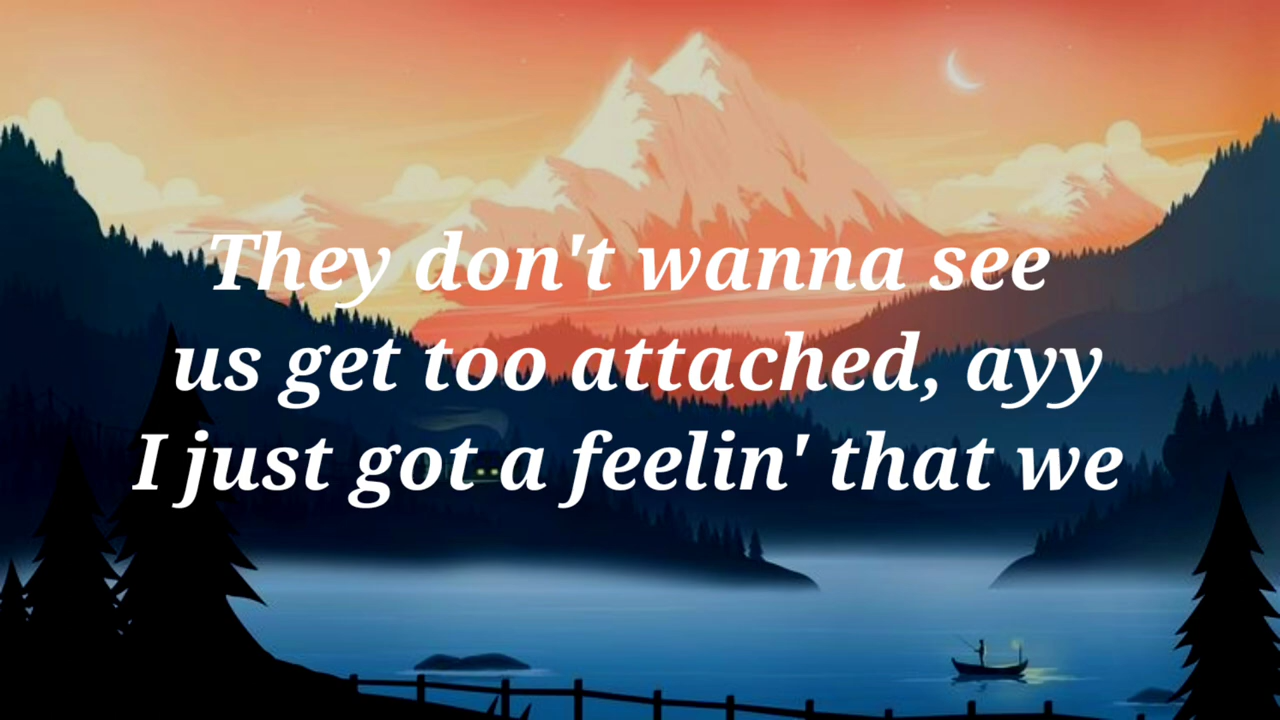 They don't wanna see
us get too attached, ayy
I just got a feelin' that we